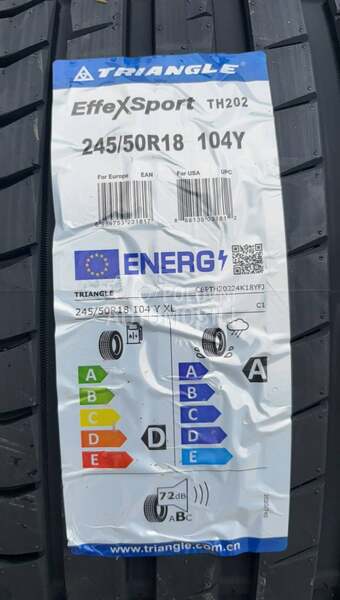 TRIANGLE
EffeXSport TH202
245/50R18 104Y
For Europe EAN For USA UPC
ENERG
TRIANGLE
245/50R18 104 Y XL C1
A A
A A
B B
C C
D D D
E E
72dB
ABC
www.triangle.com.cn